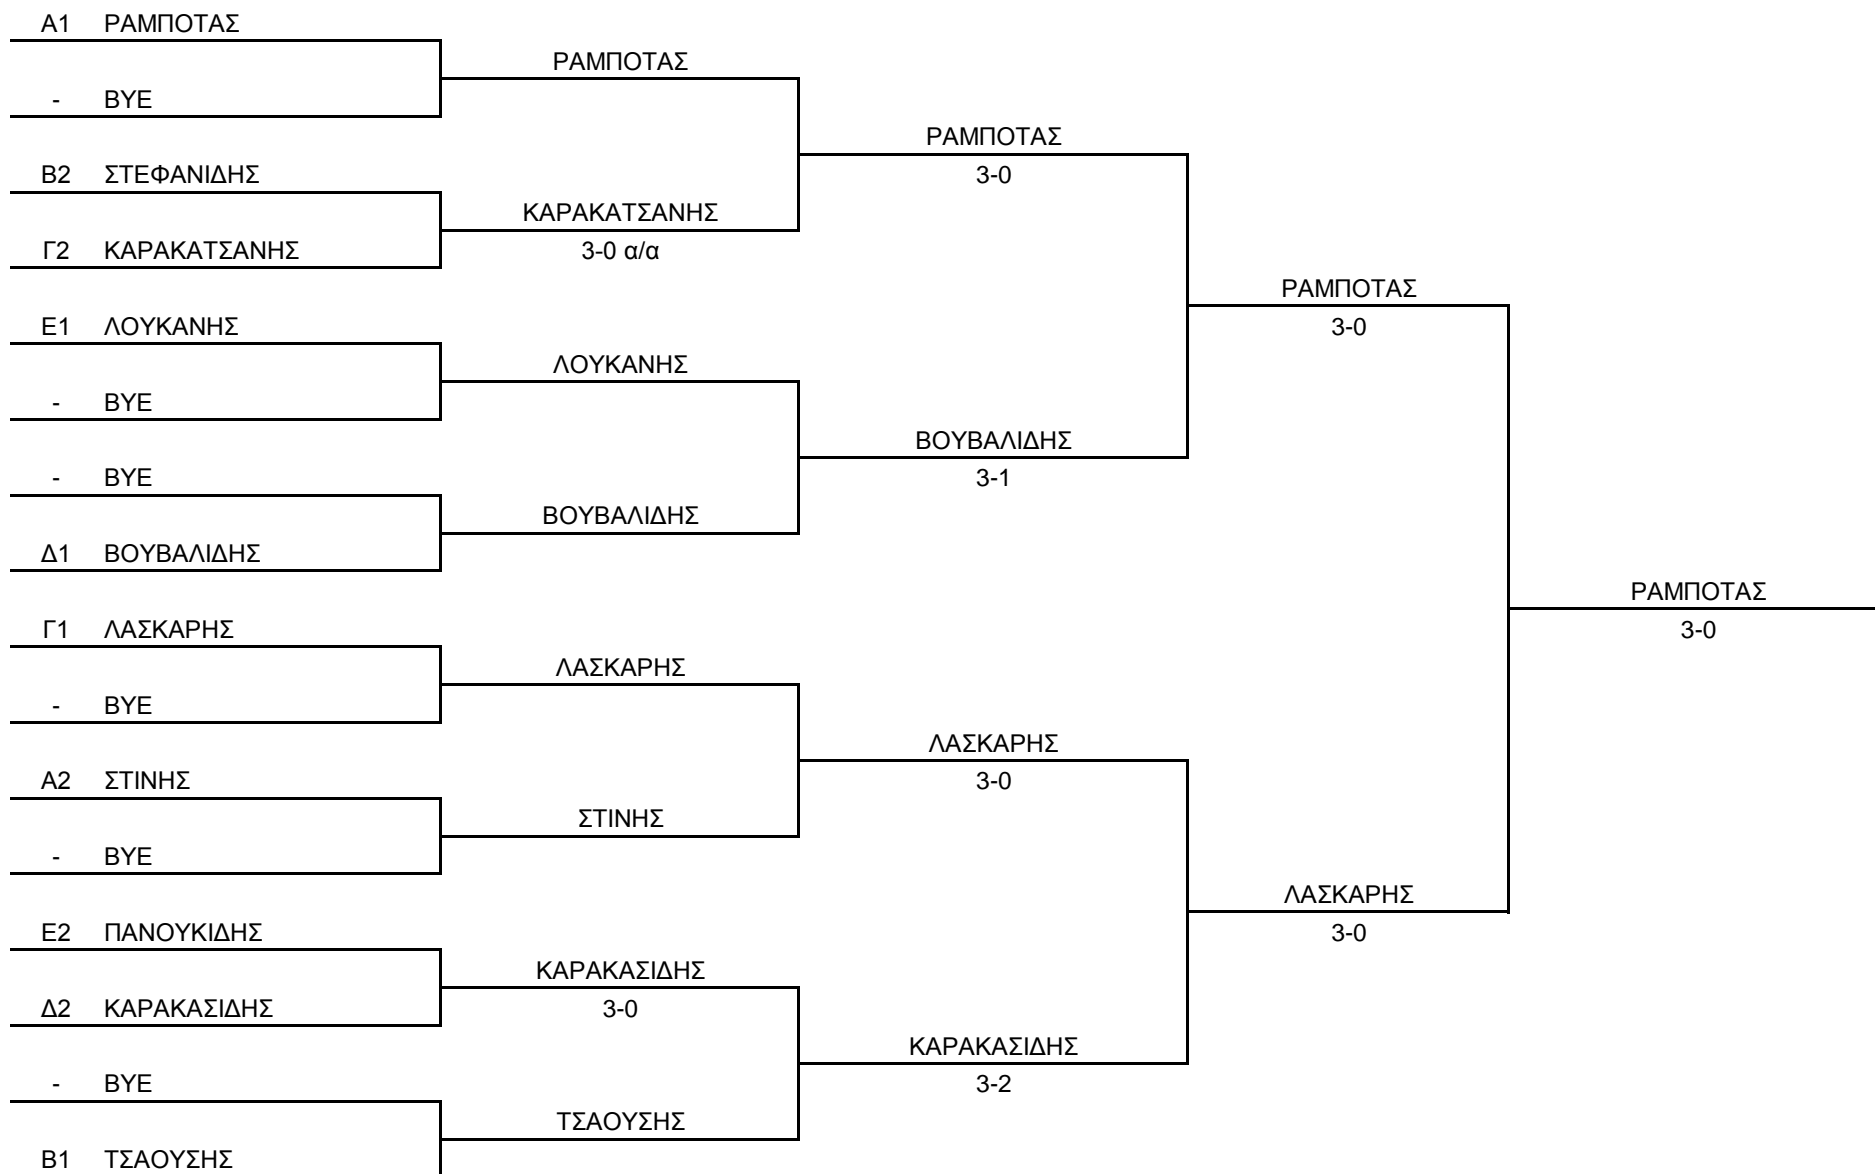 Α1 ΡΑΜΠΟΤΑΣ
ΡΑΜΠΟΤΑΣ
- BYE
ΡΑΜΠΟΤΑΣ
Β2 ΣΤΕΦΑΝΙΔΗΣ 3-0
ΚΑΡΑΚΑΤΣΑΝΗΣ
Γ2 ΚΑΡΑΚΑΤΣΑΝΗΣ 3-0 α/α
ΡΑΜΠΟΤΑΣ
Ε1 ΛΟΥΚΑΝΗΣ 3-0
ΛΟΥΚΑΝΗΣ
- BYE
ΒΟΥΒΑΛΙΔΗΣ
- BYE 3-1
ΒΟΥΒΑΛΙΔΗΣ
Δ1 ΒΟΥΒΑΛΙΔΗΣ
ΡΑΜΠΟΤΑΣ
Γ1 ΛΑΣΚΑΡΗΣ 3-0
ΛΑΣΚΑΡΗΣ
- BYE
ΛΑΣΚΑΡΗΣ
Α2 ΣΤΙΝΗΣ 3-0
ΣΤΙΝΗΣ
- BYE
ΛΑΣΚΑΡΗΣ
Ε2 ΠΑΝΟΥΚΙΔΗΣ 3-0
ΚΑΡΑΚΑΣΙΔΗΣ
Δ2 ΚΑΡΑΚΑΣΙΔΗΣ 3-0
ΚΑΡΑΚΑΣΙΔΗΣ
- BYE 3-2
ΤΣΑΟΥΣΗΣ
Β1 ΤΣΑΟΥΣΗΣ